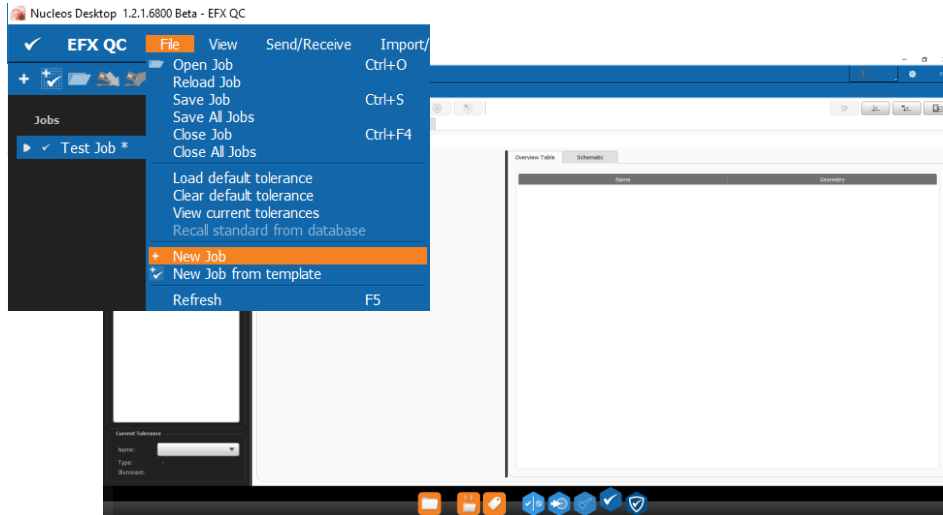 Nucleos Desktop 1.2.1.6800 Beta - EFX QC
EFX QC File View Send/Receive Import/
Open Job Ctrl+O
Reload Job
Save Job Ctrl+S
Save All Jobs
Close Job Ctrl+F4
Close All Jobs
Load default tolerance
Clear default tolerance
View current tolerances
Recall standard from database
New Job
New Job from template
Refresh F5
Jobs
Test Job *
Overview Table Schematic
Name Geometry
Current Tolerance
Name:
Type: -
Illuminant: